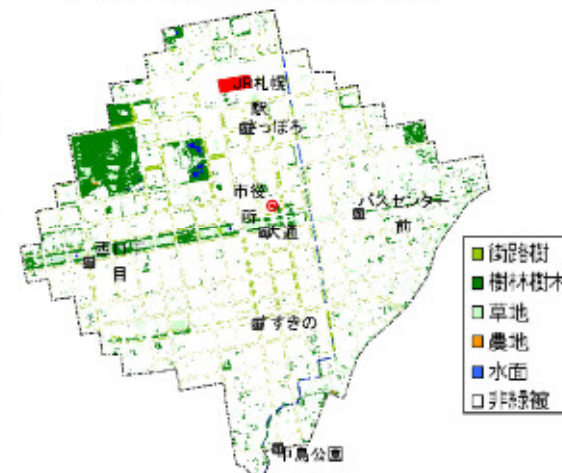 JR札幌
駅
さっぽろ
市役
所
バスセンター
前
大通
西11丁
目
すすきの
中島公園
街路樹
樹林樹木
草地
農地
水面
非緑被